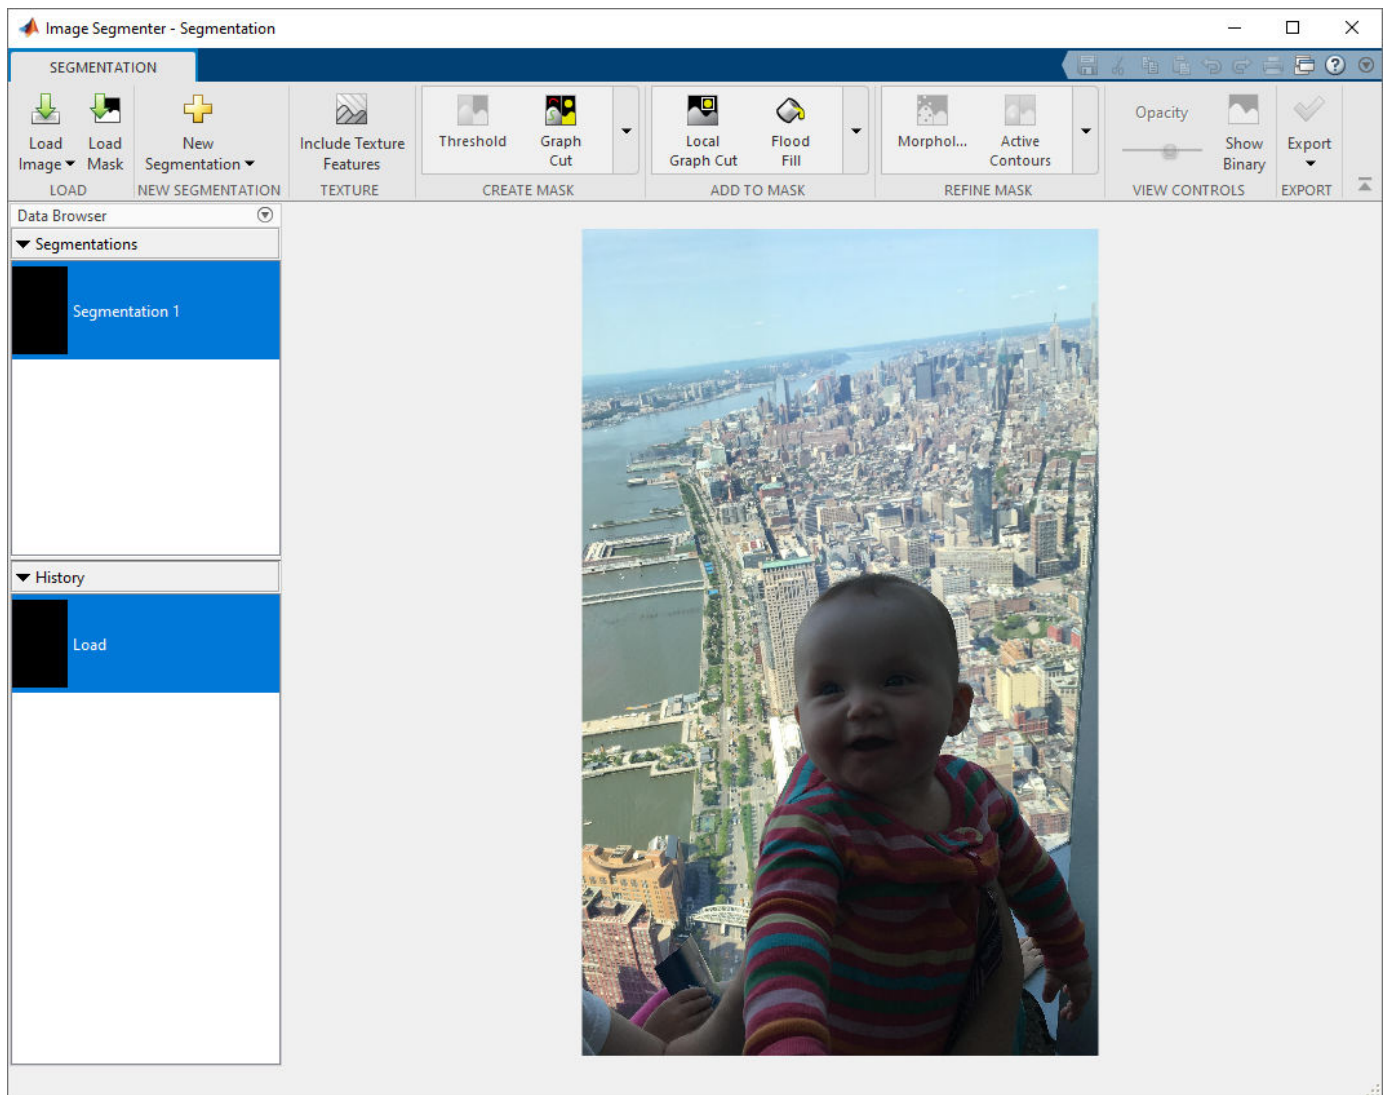 Image Segmenter - Segmentation
SEGMENTATION
Load
Image
Load
Mask
New
Segmentation
Include Texture
Features
Threshold
Graph
Cut
Local
Graph Cut
Flood
Fill
Morphol...
Active
Contours
Opacity
Show
Binary
Export
LOAD
NEW SEGMENTATION
TEXTURE
CREATE MASK
ADD TO MASK
REFINE MASK
VIEW CONTROLS
EXPORT
Data Browser
Segmentations
Segmentation 1
History
Load